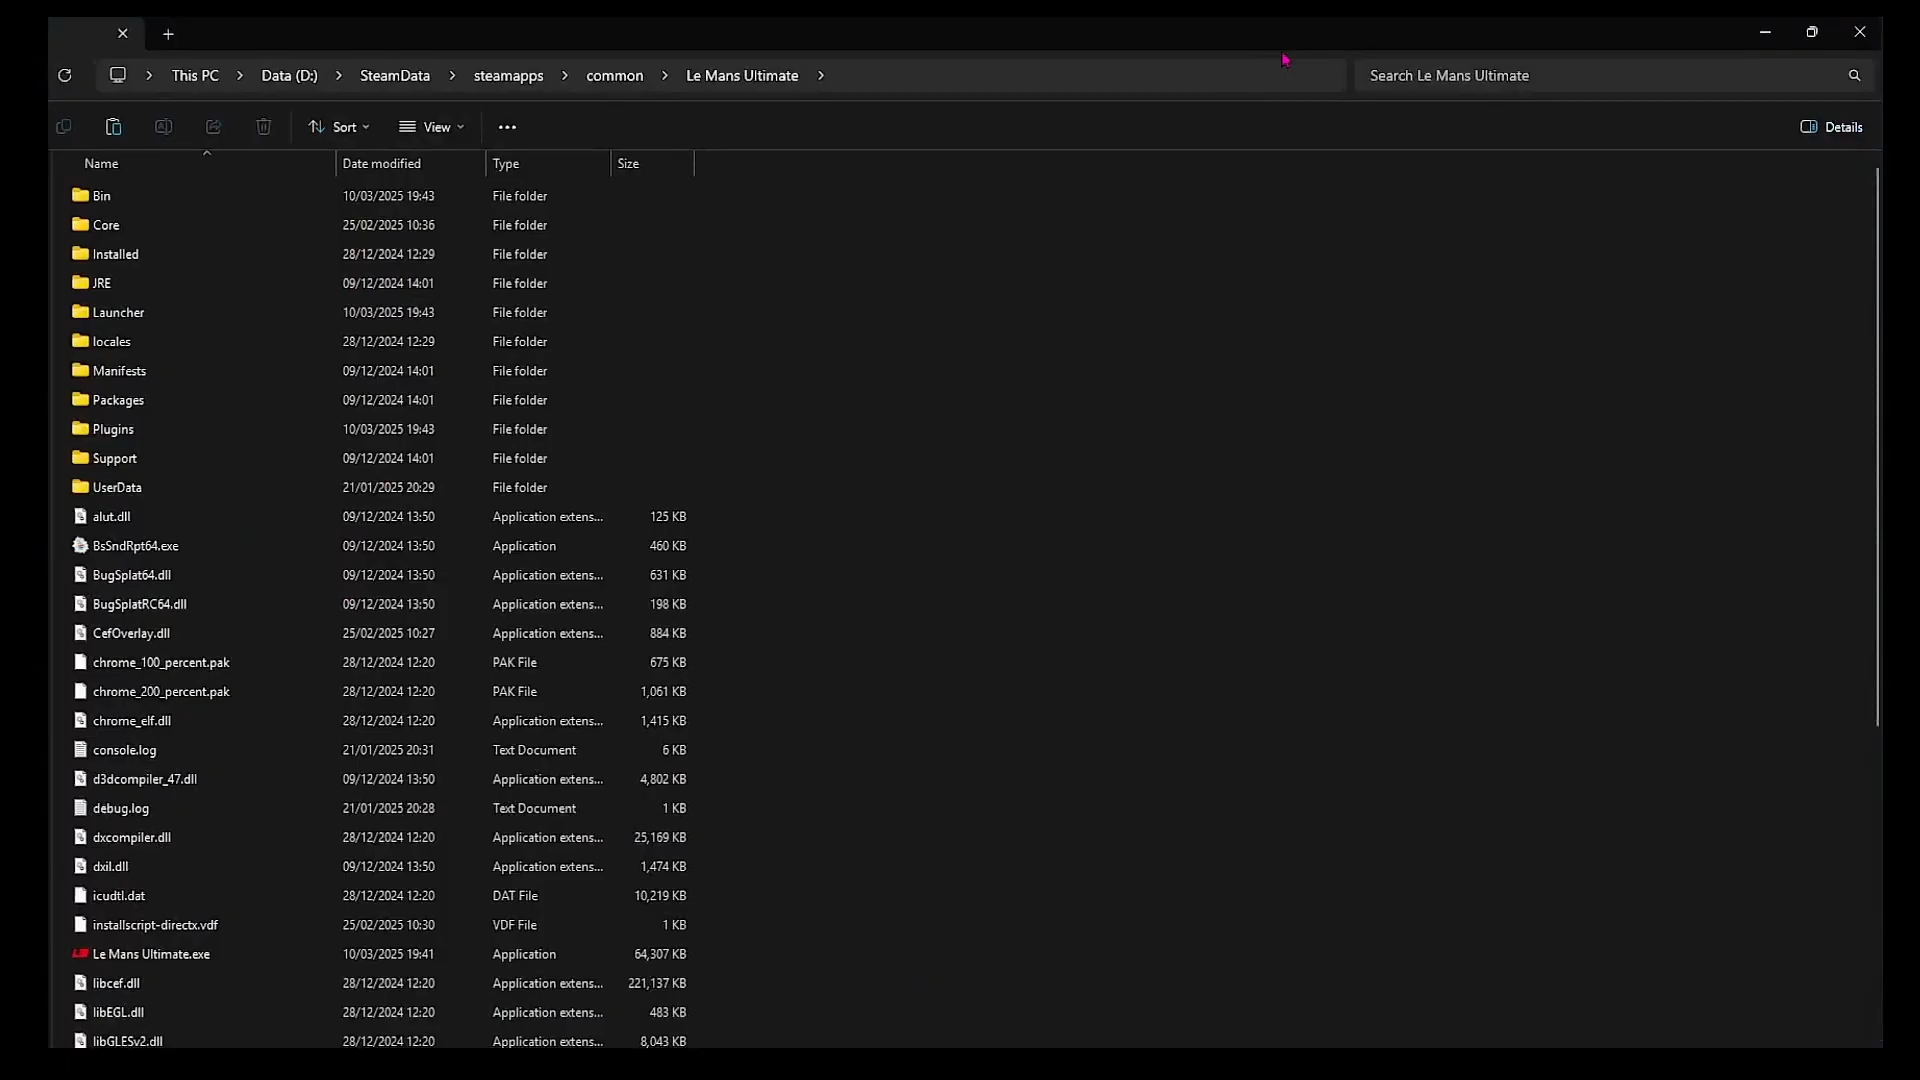 This PC Data (D:) SteamData steamapps common Le Mans Ultimate Search Le Mans Ultimate
Sort View Details
Name Date modified Type Size
Bin 10/03/2025 19:43 File folder
Core 25/02/2025 10:36 File folder
Installed 28/12/2024 12:29 File folder
JRE 09/12/2024 14:01 File folder
Launcher 10/03/2025 19:43 File folder
locales 28/12/2024 12:29 File folder
Manifests 09/12/2024 14:01 File folder
Packages 09/12/2024 14:01 File folder
Plugins 10/03/2025 19:43 File folder
Support 09/12/2024 14:01 File folder
UserData 21/01/2025 20:29 File folder
alut.dll 09/12/2024 13:50 Application extens... 125 KB
BsSndRpt64.exe 09/12/2024 13:50 Application 460 KB
BugSplat64.dll 09/12/2024 13:50 Application extens... 631 KB
BugSplatRC64.dll 09/12/2024 13:50 Application extens... 198 KB
CefOverlay.dll 25/02/2025 10:27 Application extens... 884 KB
chrome_100_percent.pak 28/12/2024 12:20 PAK File 675 KB
chrome_200_percent.pak 28/12/2024 12:20 PAK File 1,061 KB
chrome_elf.dll 28/12/2024 12:20 Application extens... 1,415 KB
console.log 21/01/2025 20:31 Text Document 6 KB
d3dcompiler_47.dll 09/12/2024 13:50 Application extens... 4,802 KB
debug.log 21/01/2025 20:28 Text Document 1 KB
dxcompiler.dll 28/12/2024 12:20 Application extens... 25,169 KB
dxil.dll 09/12/2024 13:50 Application extens... 1,474 KB
icudtl.dat 28/12/2024 12:20 DAT File 10,219 KB
installscript-directx.vdf 25/02/2025 10:30 VDF File 1 KB
Le Mans Ultimate.exe 10/03/2025 19:41 Application 64,307 KB
libcef.dll 28/12/2024 12:20 Application extens... 221,137 KB
libEGL.dll 28/12/2024 12:20 Application extens... 483 KB
libGLESv2.dll 28/12/2024 12:20 Application extens... 8,043 KB